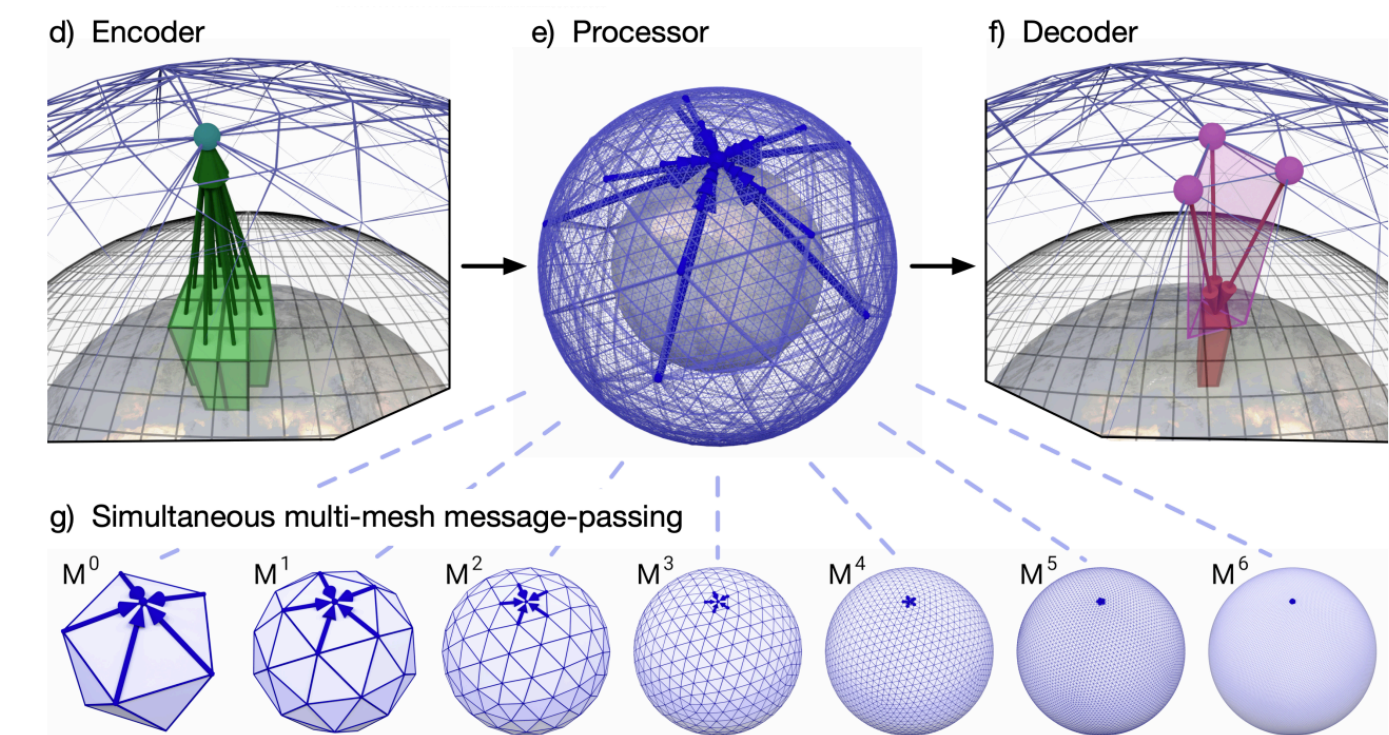 d) Encoder
e) Processor
f) Decoder
g) Simultaneous multi-mesh message-passing
M⁰
M¹
M²
M³
M⁴
M⁵
M⁶